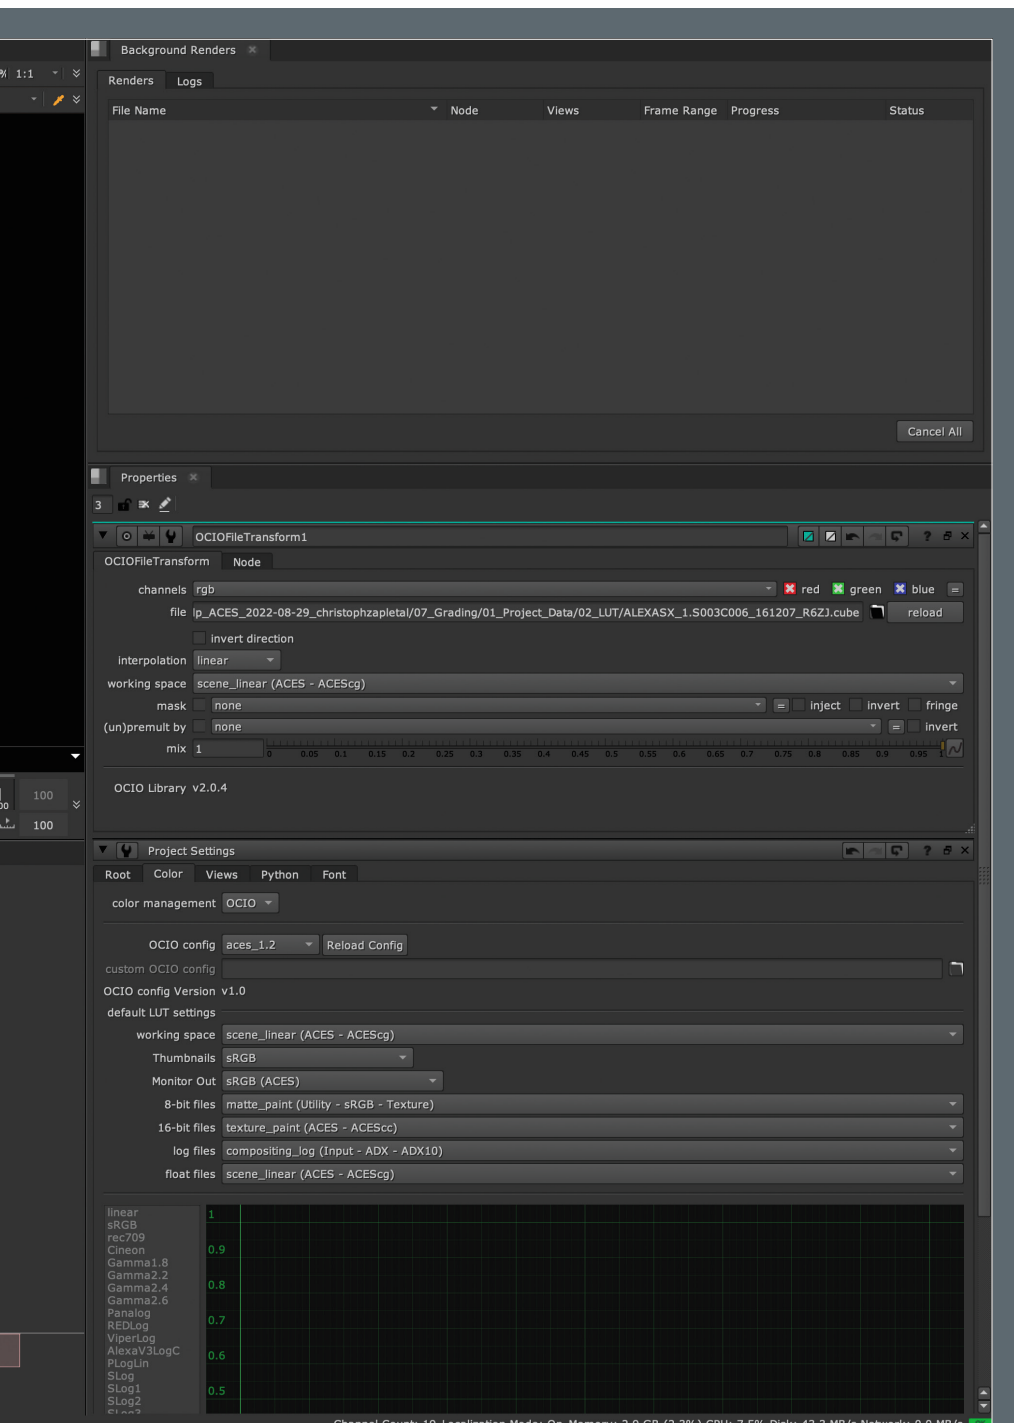 Background Renders
1:1
Renders Logs
File Name Node Views Frame Range Progress Status
Cancel All
Properties
3
OCIOFileTransform1
OCIOFileTransform Node
channels rgb red green blue =
file lp_ACES_2022-08-29_christophzapletal/07_Grading/01_Project_Data/02_LUT/ALEXASX_1.S003C006_161207_R6ZJ.cube reload
invert direction
interpolation linear
working space scene_linear (ACES - ACEScg)
mask none = inject invert fringe
(un)premult by none = invert
mix 1
0 0.05 0.1 0.15 0.2 0.25 0.3 0.35 0.4 0.45 0.5 0.55 0.6 0.65 0.7 0.75 0.8 0.85 0.9 0.95 1
100
OCIO Library v2.0.4
100
Project Settings
Root Color Views Python Font
color management OCIO
OCIO config aces_1.2 Reload Config
custom OCIO config
OCIO config Version v1.0
default LUT settings
working space scene_linear (ACES - ACEScg)
Thumbnails sRGB
Monitor Out sRGB (ACES)
8-bit files matte_paint (Utility - sRGB - Texture)
16-bit files texture_paint (ACES - ACEScc)
log files compositing_log (Input - ADX - ADX10)
float files scene_linear (ACES - ACEScg)
linear
sRGB
rec709
Cineon
Gamma1.8
Gamma2.2
Gamma2.4
Gamma2.6
Panalog
REDLog
ViperLog
AlexaV3LogC
PLogLin
SLog
SLog1
SLog2
SLog3
1
0.9
0.8
0.7
0.6
0.5